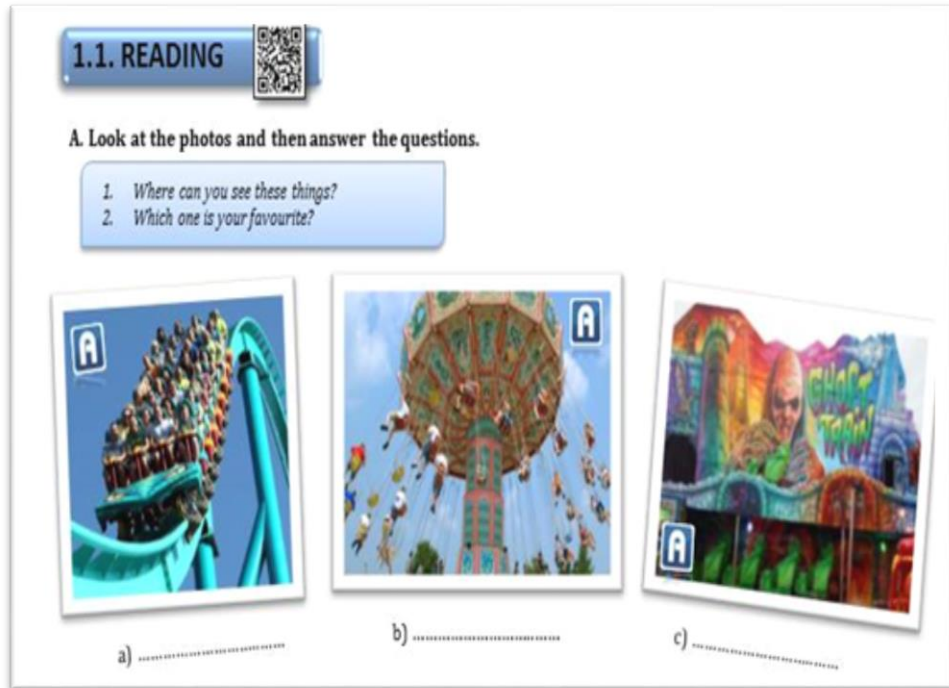 1.1. READING
A. Look at the photos and then answer the questions.
1. Where can you see these things?
2. Which one is your favourite?
A
A
GHOST
TRAIN
A
a) ................................
b) ................................
c) ................................